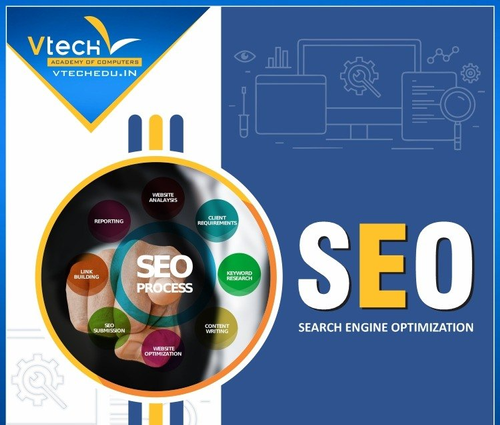 Vtech
ACADEMY OF COMPUTERS
VTECHEDU.IN
WEBSITE
ANALAYSIS
CLIENT
REQUIREMENTS
KEYWORD
RESEARCH
CONTENT
WRITING
WEBSITE
OPTIMIZATION
SEO
SUBMISSION
LINK
BUILDING
REPORTING
SEO
PROCESS
SEO
SEARCH ENGINE OPTIMIZATION